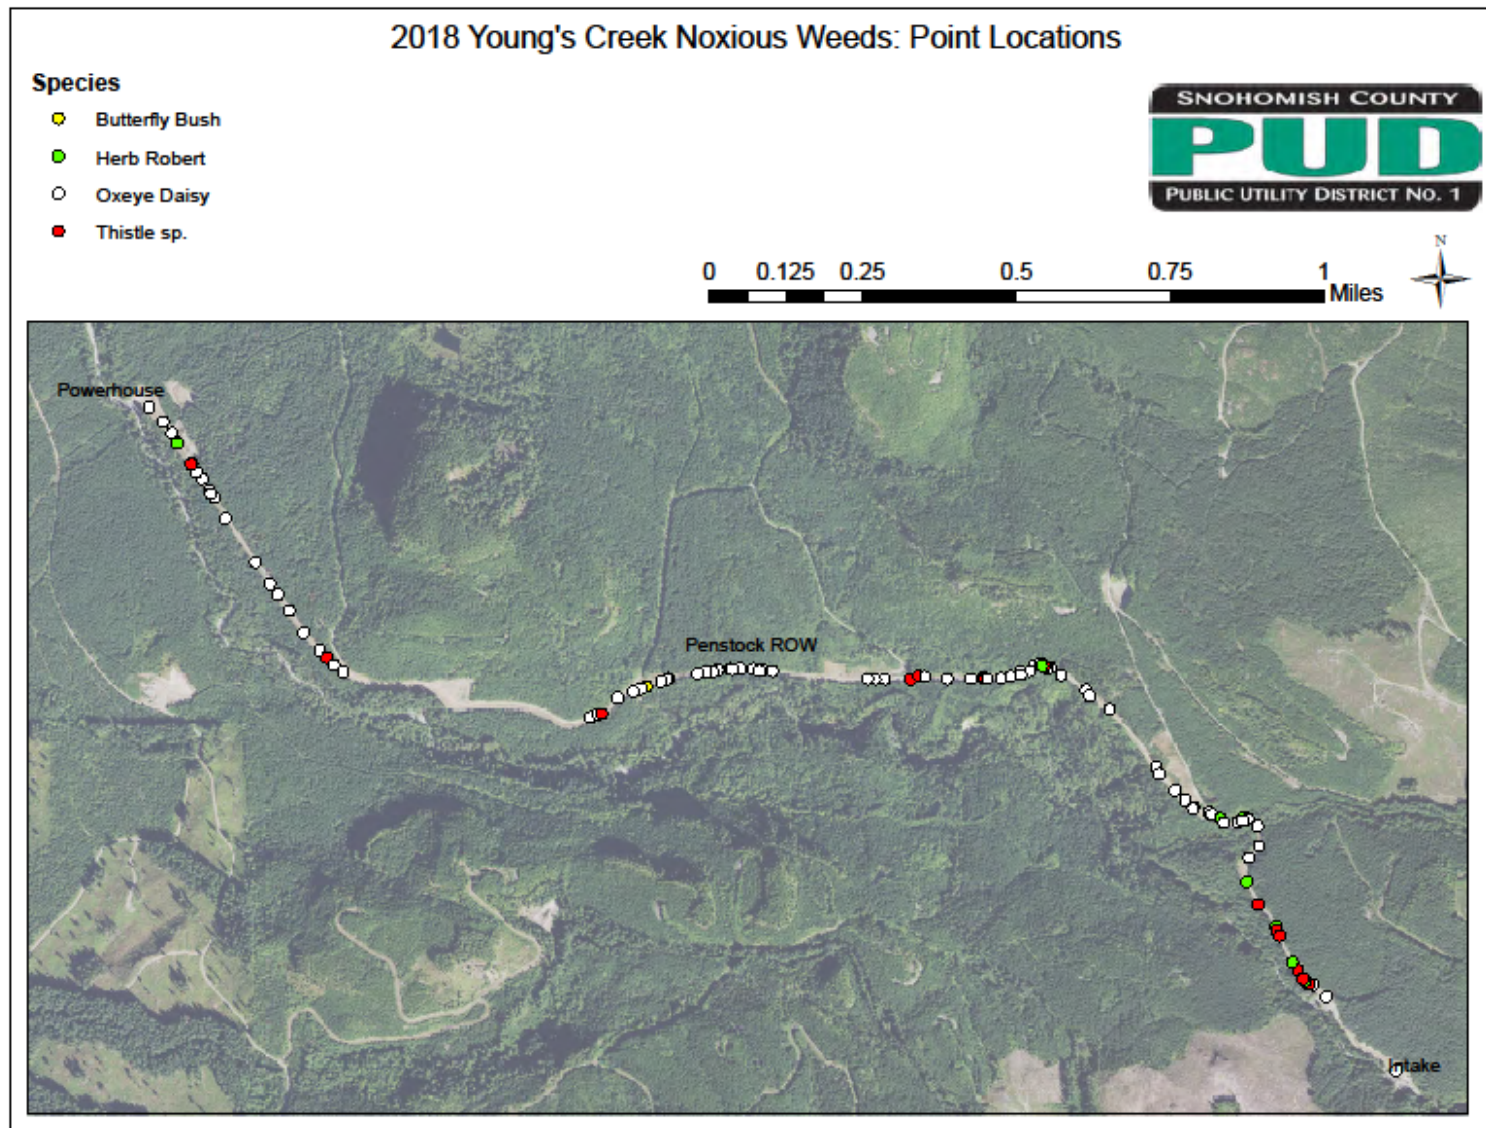 2018 Young's Creek Noxious Weeds: Point Locations
Species
Butterfly Bush
Herb Robert
Oxeye Daisy
Thistle sp.
SNOHOMISH COUNTY
PUD
PUBLIC UTILITY DISTRICT NO. 1
N
0 0.125 0.25 0.5 0.75 1
Miles
Powerhouse
Penstock ROW
Intake